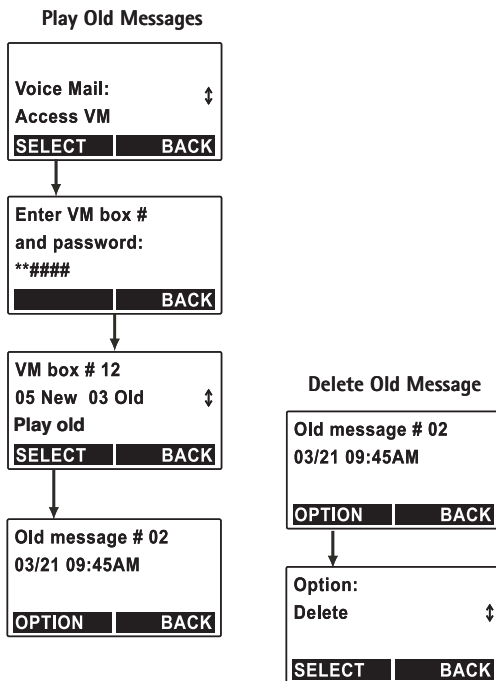 Play Old Messages
Voice Mail:
Access VM
SELECT BACK
Enter VM box #
and password:
**####
BACK
VM box # 12
05 New 03 Old
Play old
SELECT BACK
Old message # 02
03/21 09:45AM
OPTION BACK
Delete Old Message
Old message # 02
03/21 09:45AM
OPTION BACK
Option:
Delete
SELECT BACK